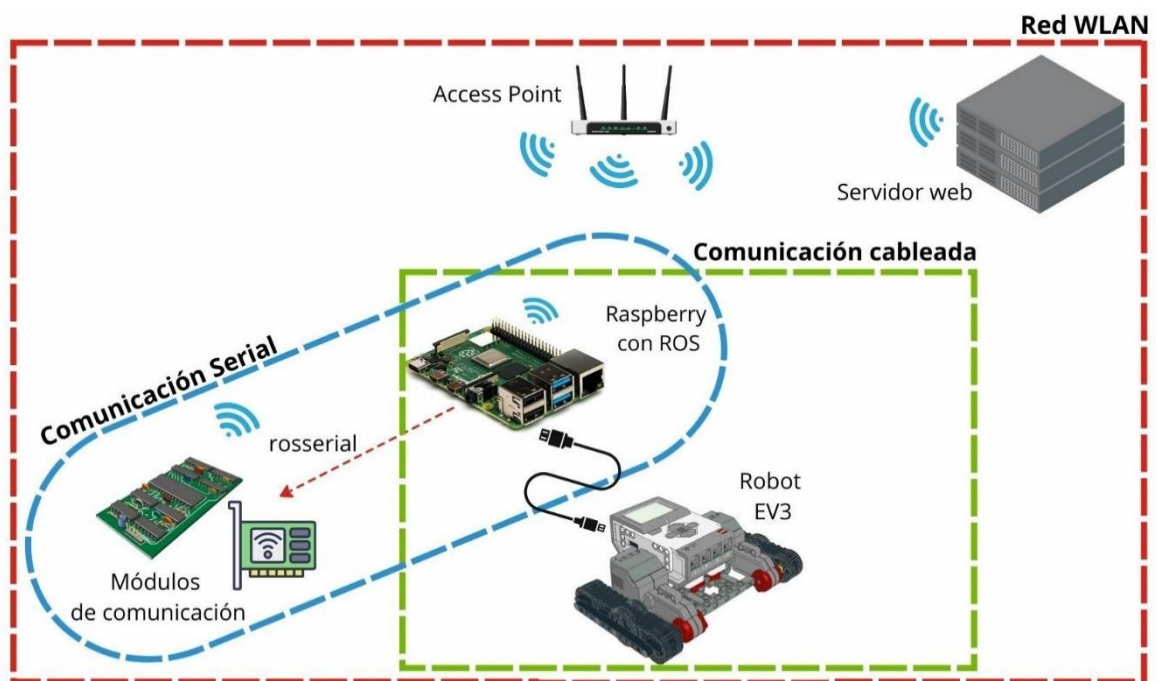 Red WLAN
Access Point
Servidor web
Comunicación cableada
Raspberry
con ROS
Comunicación Serial
rosserial
Robot
EV3
Módulos
de comunicación